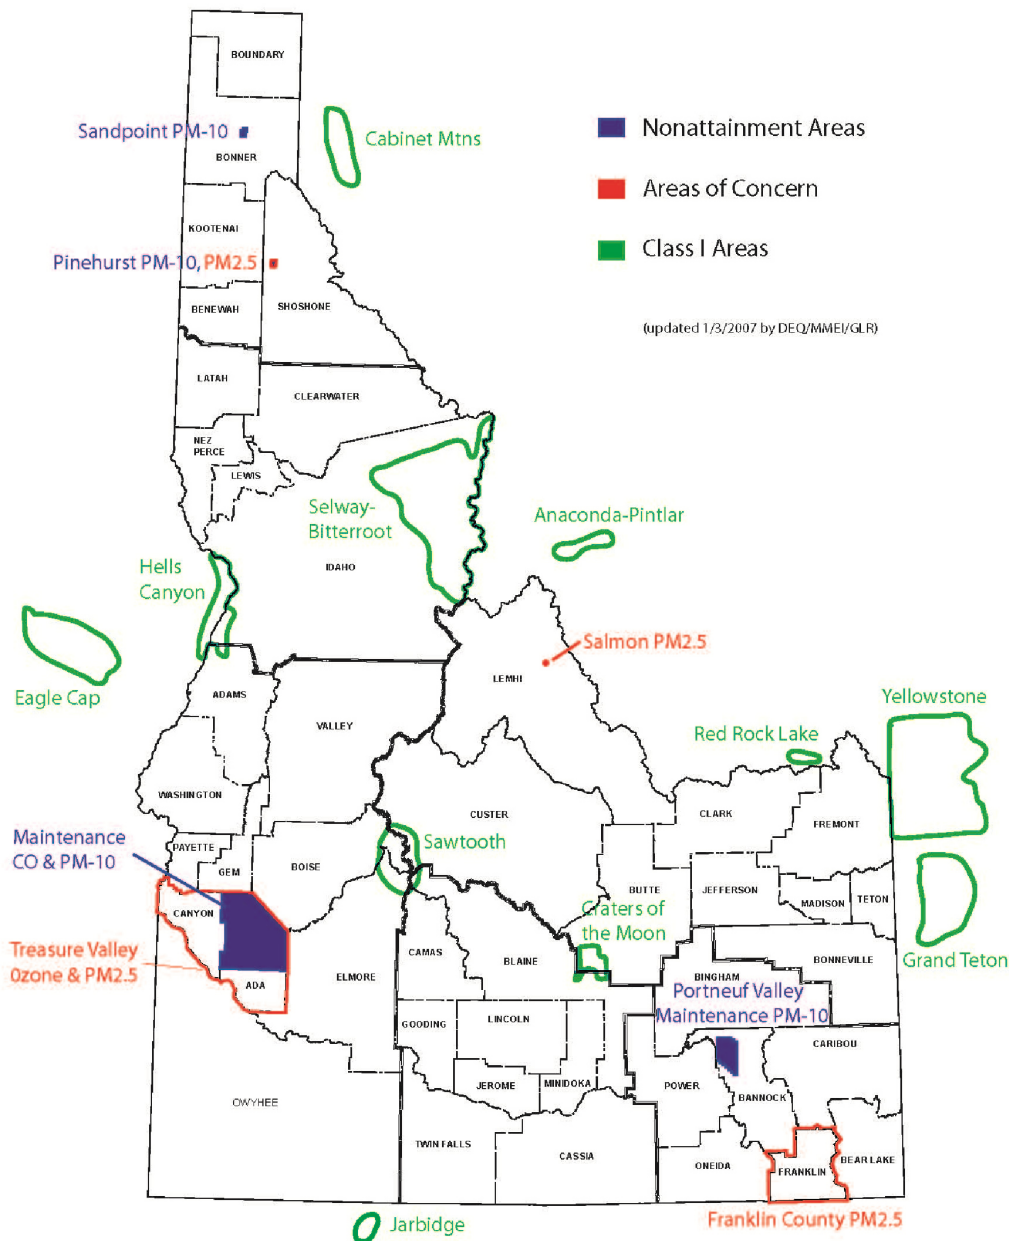 BOUNDARY
Sandpoint PM-10
Cabinet Mtns
BONNER
Nonattainment Areas
Areas of Concern
Class I Areas
(updated 1/3/2007 by DEQ/MMEI/GLR)
KOOTENAI
Pinehurst PM-10, PM2.5
BENEWAH
SHOSHONE
LATAH
CLEARWATER
NEZ
PERCE
LEWIS
Selway-
Bitterroot
Anaconda-Pintlar
IDAHO
Hells
Canyon
Eagle Cap
Salmon PM2.5
LEMHI
ADAMS
VALLEY
Yellowstone
Red Rock Lake
WASHINGTON
CUSTER
CLARK
FREMONT
Maintenance
CO & PM-10
PAYETTE
GEM
BOISE
Sawtooth
BUTTE
JEFFERSON
MADISON
TETON
CANYON
Craters of
the Moon
Treasure Valley
Ozone & PM2.5
ADA
ELMORE
CAMAS
BLAINE
BONNEVILLE
Grand Teton
BINGHAM
Portneuf Valley
Maintenance PM-10
GOODING
LINCOLN
CARIBOU
JEROME
MINIDOKA
POWER
BANNOCK
OWYHEE
TWIN FALLS
CASSIA
ONEIDA
FRANKLIN
BEAR LAKE
Jarbidge
Franklin County PM2.5